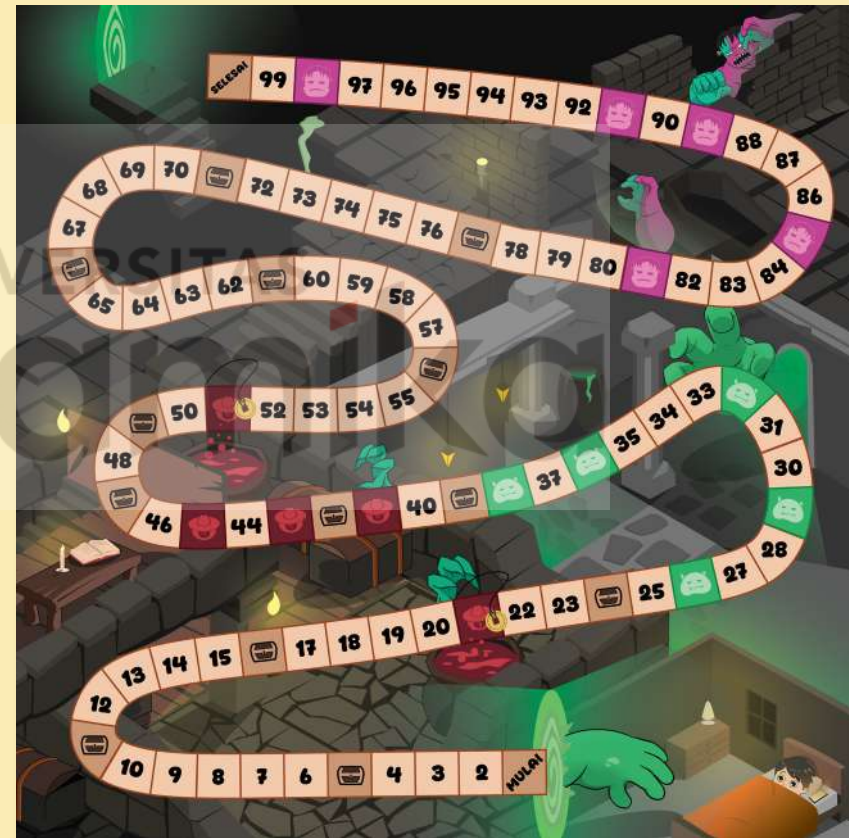 SELESAI 99 97 96 95 94 93 92 90 88 87 86
68 69 70 72 73 74 75 76 78 79 80 82 83 84
67
VERSITAS
65 64 63 62 60 59 58 57
amika
50 52 53 54 55
48
46 44 40 37 35 34 33 31 30
12 13 14 15 17 18 19 20 22 23 25 27 28
10 9 8 7 6 4 3 2 MULAI